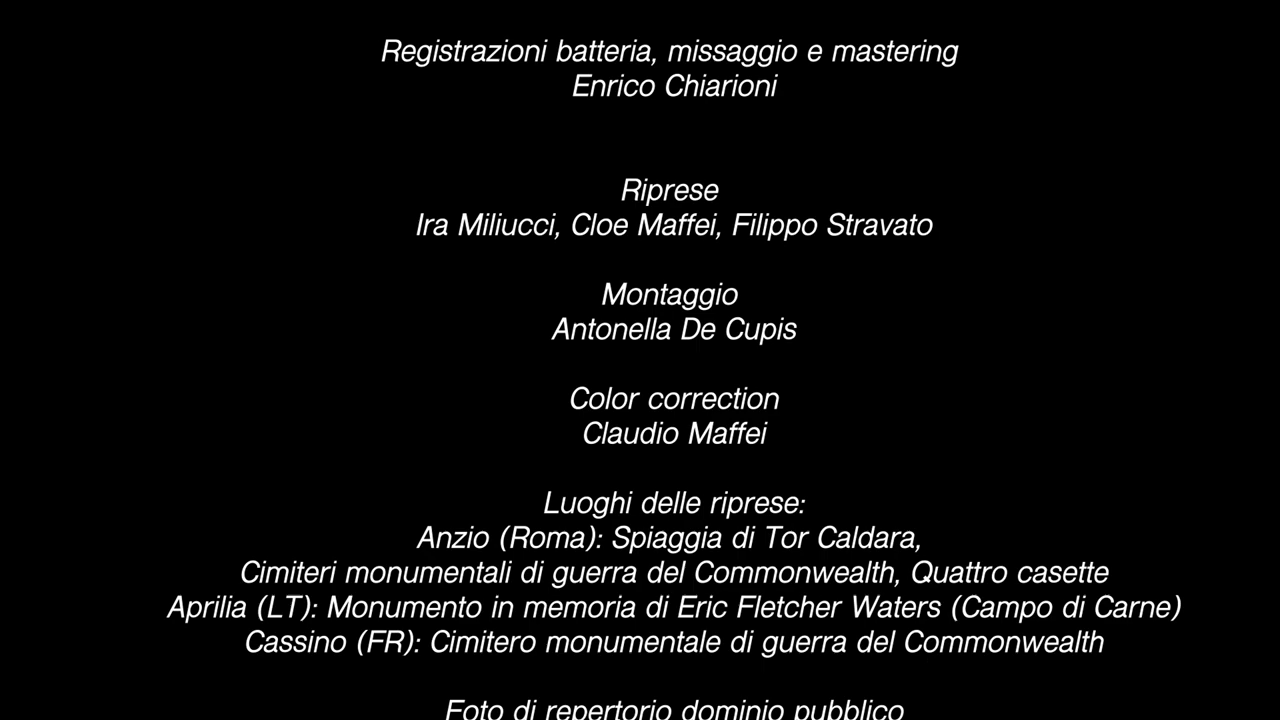 Registrazioni batteria, missaggio e mastering
Enrico Chiarioni
Riprese
Ira Miliucci, Cloe Maffei, Filippo Stravato
Montaggio
Antonella De Cupis
Color correction
Claudio Maffei
Luoghi delle riprese:
Anzio (Roma): Spiaggia di Tor Caldara,
Cimiteri monumentali di guerra del Commonwealth, Quattro casette
Aprilia (LT): Monumento in memoria di Eric Fletcher Waters (Campo di Carne)
Cassino (FR): Cimitero monumentale di guerra del Commonwealth
Foto di repertorio dominio pubblico